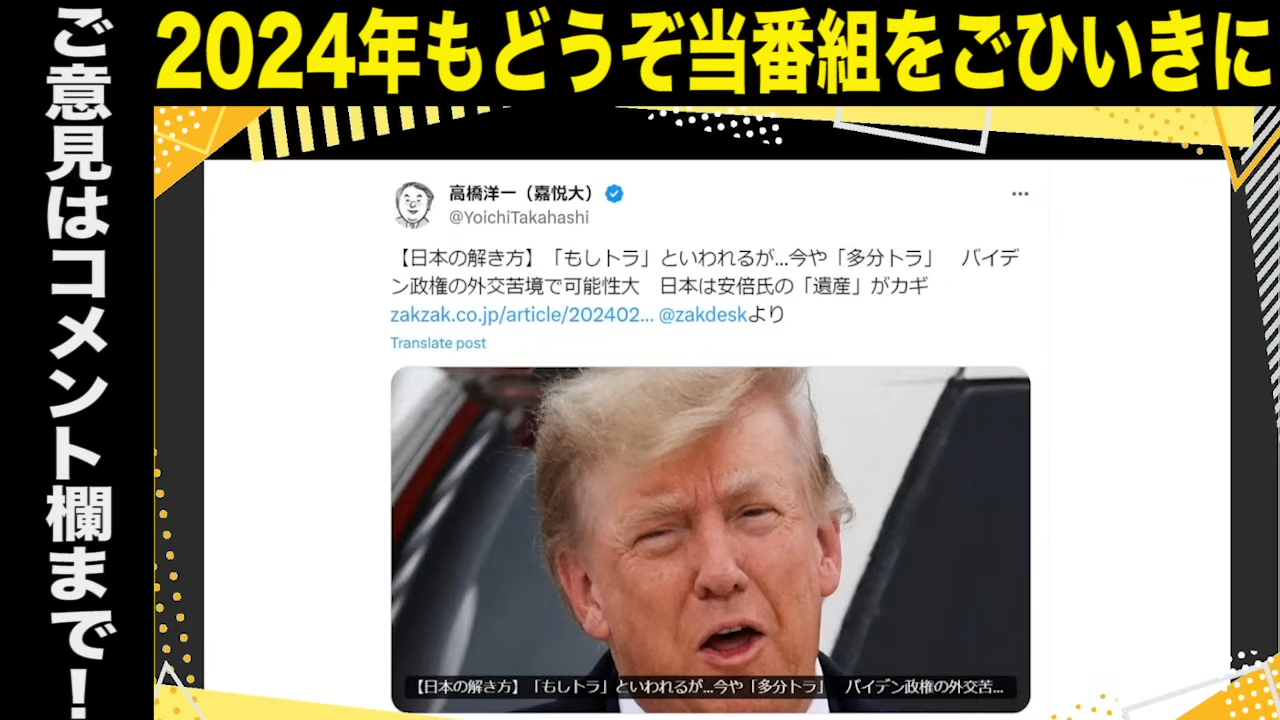 2024年もどうぞ当番組をごひいきに
ご意見はコメント欄まで！
高橋洋一（嘉悦大）
@YoichiTakahashi
【日本の解き方】「もしトラ」といわれるが...今や「多分トラ」　バイデ
ン政権の外交苦境で可能性大　日本は安倍氏の「遺産」がカギ
zakzak.co.jp/article/202402... @zakdeskより
Translate post
【日本の解き方】「もしトラ」といわれるが...今や「多分トラ」　バイデン政権の外交苦...